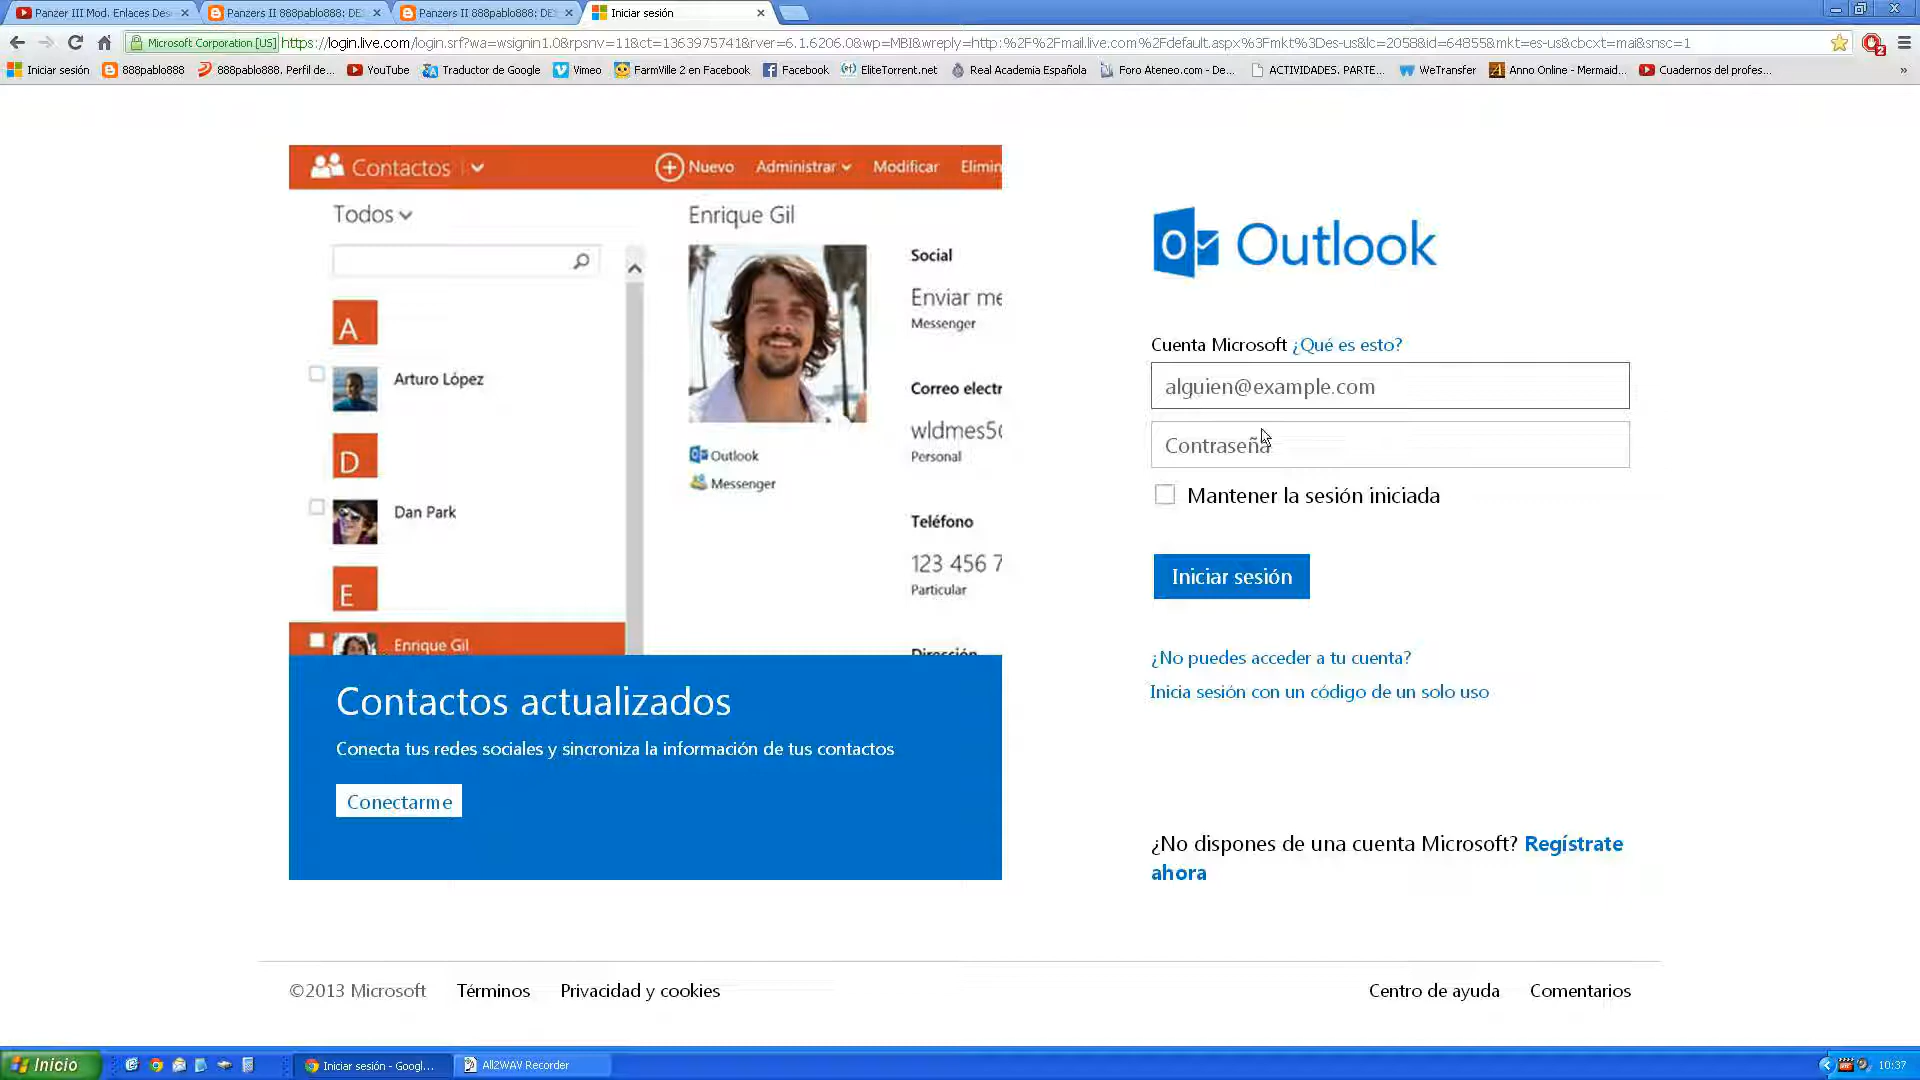 Panzer III Mod. Enlaces Des
Panzers II 888pablo888: DE
Panzers II 888pablo888: DE
Iniciar sesión
Microsoft Corporation [US]
https://login.live.com/login.srf?wa=wsignin1.0&rpsnv=11&ct=1363975741&rver=6.1.6206.0&wp=MBI&wreply=http:%2F%2Fmail.live.com%2Fdefault.aspx%3Fmkt%3Des-us&lc=2058&id=64855&mkt=es-us&cbcxt=mai&snsc=1
2
Iniciar sesión
888pablo888
888pablo888. Perfil de...
YouTube
Traductor de Google
Vimeo
FarmVille 2 en Facebook
Facebook
EliteTorrent.net
Real Academia Española
Foro Ateneo.com - De...
ACTIVIDADES. PARTE...
WeTransfer
Anno Online - Mermaid...
Cuadernos del profes...
Contactos
Nuevo
Administrar
Modificar
Elimin
Todos
Enrique Gil
A
Arturo López
D
Dan Park
E
Enrique Gil
Outlook
Messenger
Social
Enviar me
Messenger
Correo electr
wldmes5
Personal
Teléfono
123 456 7
Particular
Dirección
Contactos actualizados
Conecta tus redes sociales y sincroniza la información de tus contactos
Conectarme
Outlook
Cuenta Microsoft ¿Qué es esto?
alguien@example.com
Contraseña
Mantener la sesión iniciada
Iniciar sesión
¿No puedes acceder a tu cuenta?
Inicia sesión con un código de un solo uso
¿No dispones de una cuenta Microsoft? Regístrate
ahora
©2013 Microsoft
Términos
Privacidad y cookies
Centro de ayuda
Comentarios
Inicio
Iniciar sesión - Googl...
All2WAV Recorder
10:37